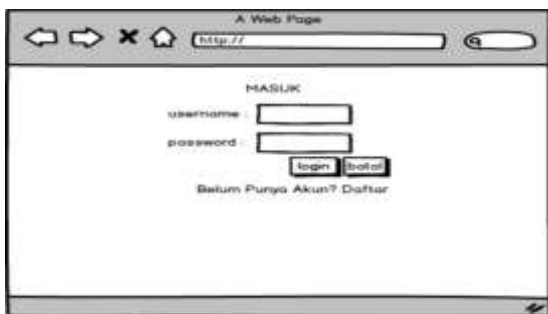 A Web Page
http://
MASUK
username :
password :
login batal
Belum Punya Akun? Daftar